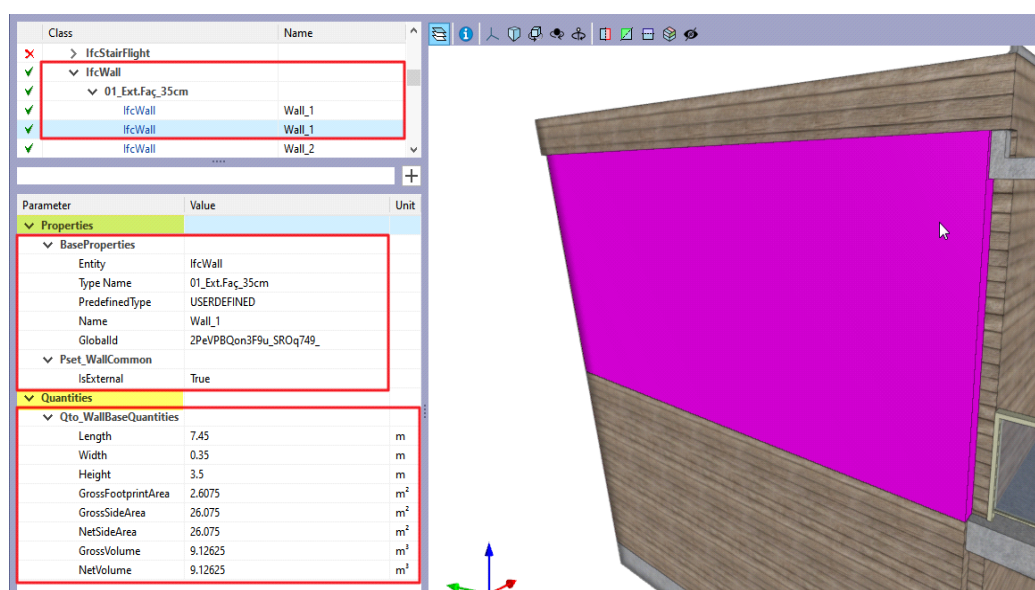 Class Name
IfcStairFlight
IfcWall
01_Ext.Faç_35cm
IfcWall Wall_1
IfcWall Wall_1
IfcWall Wall_2
Parameter Value Unit
Properties
BaseProperties
Entity IfcWall
Type Name 01_Ext.Faç_35cm
PredefinedType USERDEFINED
Name Wall_1
GlobalId 2PeVPBQon3F9u_SROq749_
Pset_WallCommon
IsExternal True
Quantities
Qto_WallBaseQuantities
Length 7.45 m
Width 0.35 m
Height 3.5 m
GrossFootprintArea 2.6075 m²
GrossSideArea 26.075 m²
NetSideArea 26.075 m²
GrossVolume 9.12625 m³
NetVolume 9.12625 m³